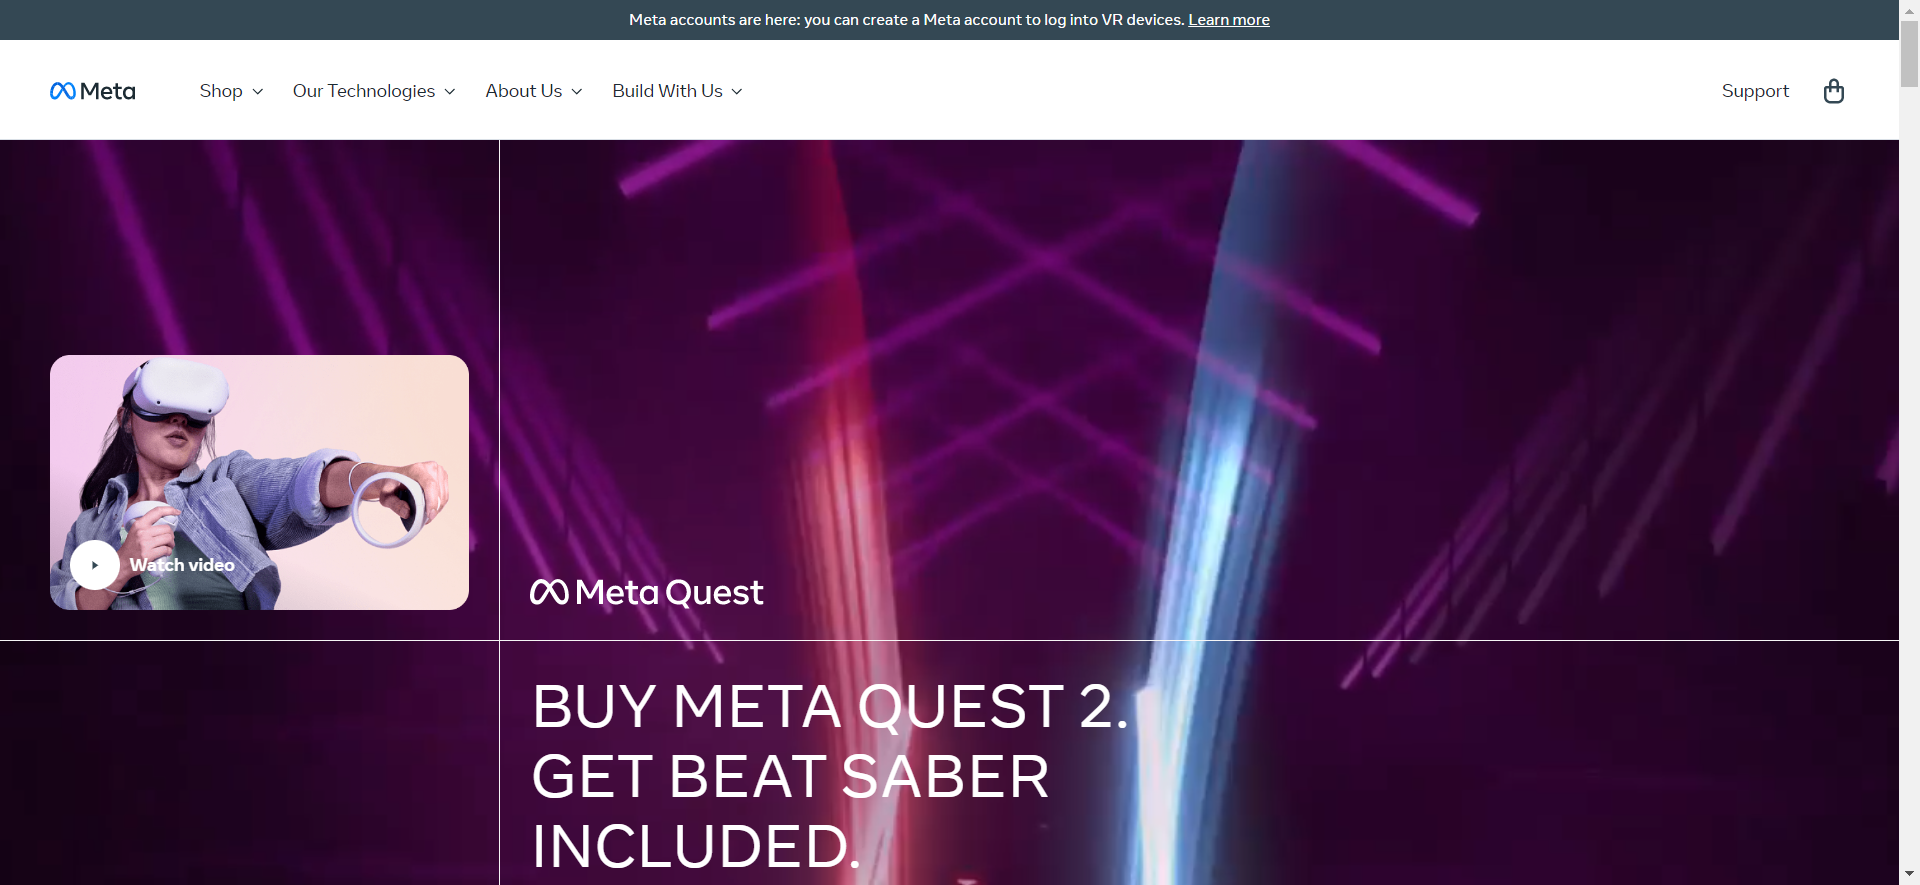 Meta accounts are here: you can create a Meta account to log into VR devices. Learn more
Meta
Shop
Our Technologies
About Us
Build With Us
Support
Watch video
Meta Quest
BUY META QUEST 2.
GET BEAT SABER
INCLUDED.